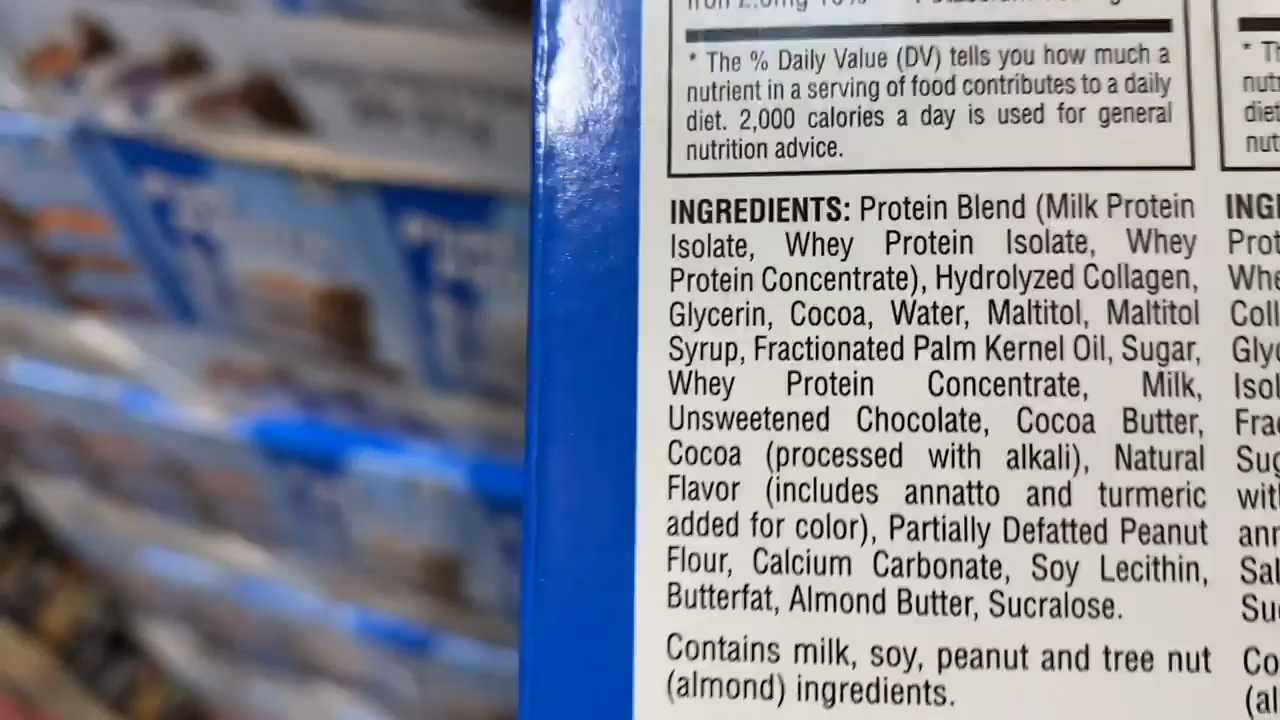 * The % Daily Value (DV) tells you how much a
nutrient in a serving of food contributes to a daily
diet. 2,000 calories a day is used for general
nutrition advice.
INGREDIENTS: Protein Blend (Milk Protein
Isolate, Whey Protein Isolate, Whey
Protein Concentrate), Hydrolyzed Collagen,
Glycerin, Cocoa, Water, Maltitol, Maltitol
Syrup, Fractionated Palm Kernel Oil, Sugar,
Whey Protein Concentrate, Milk,
Unsweetened Chocolate, Cocoa Butter,
Cocoa (processed with alkali), Natural
Flavor (includes annatto and turmeric
added for color), Partially Defatted Peanut
Flour, Calcium Carbonate, Soy Lecithin,
Butterfat, Almond Butter, Sucralose.
Contains milk, soy, peanut and tree nut
(almond) ingredients.